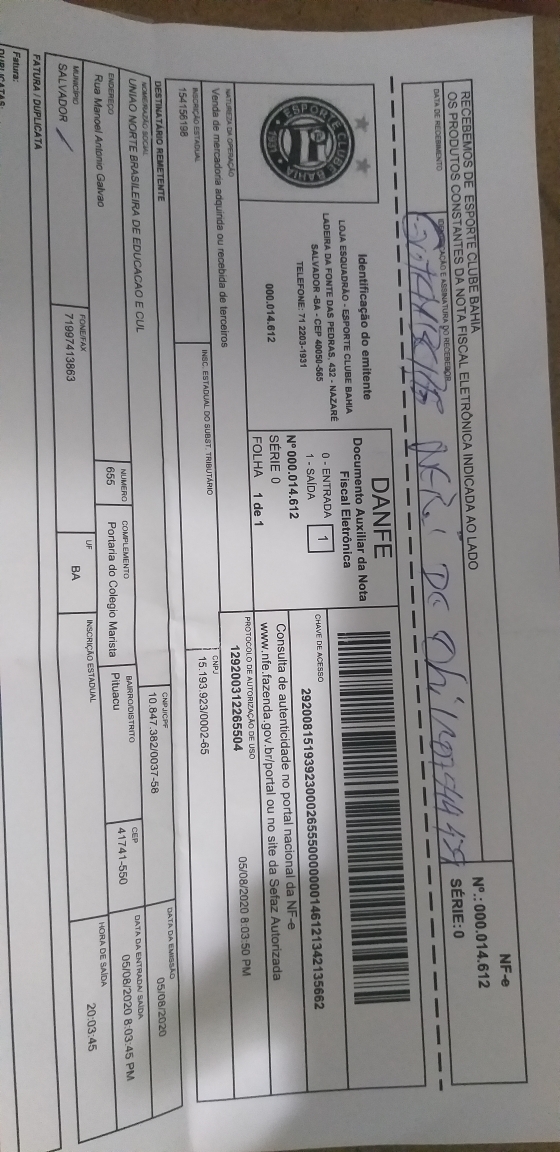 RECEBEMOS DE ESPORTE CLUBE BAHIA
OS PRODUTOS CONSTANTES DA NOTA FISCAL ELETRÔNICA INDICADA AO LADO
DATA DE RECEBIMENTO
IDENTIFICAÇÃO E ASSINATURA DO RECEBEDOR
NF-e
Nº.: 000.014.612
SÉRIE: 0
ESPORTE CLUBE BAHIA
1931
Identificação do emitente
LOJA ESQUADRÃO - ESPORTE CLUBE BAHIA
LADEIRA DA FONTE DAS PEDRAS, 432 - NAZARÉ
SALVADOR -BA - CEP 40050-565
TELEFONE: 71 2203-1931
000.014.612
DANFE
Documento Auxiliar da Nota
Fiscal Eletrônica
0 - ENTRADA
1 - SAÍDA
1
Nº 000.014.612
SÉRIE 0
FOLHA 1 de 1
CHAVE DE ACESSO
Consulta de autenticidade no portal nacional da NF-e
www.nfe.fazenda.gov.br/portal ou no site da Sefaz Autorizada
NATUREZA DA OPERAÇÃO
Venda de mercadoria adquirida ou recebida de terceiros
PROTOCOLO DE AUTORIZAÇÃO DE USO
129200312265504
05/08/2020 8:03:50 PM
INSCRIÇÃO ESTADUAL
154156198
INSC. ESTADUAL DO SUBST. TRIBUTÁRIO
CNPJ
15.193.923/0002-65
DESTINATÁRIO REMETENTE
NOME/RAZÃO SOCIAL
UNIAO NORTE BRASILEIRA DE EDUCACAO E CUL
CNPJ/CPF
10.847.382/0037-58
DATA DA EMISSÃO
05/08/2020
ENDEREÇO
Rua Manoel Antonio Galvao
NÚMERO
655
COMPLEMENTO
Portaria do Colegio Marista
BAIRRO/DISTRITO
Pituacu
CEP
41741-550
DATA DA ENTRADA/ SAÍDA
05/08/2020 8:03:45 PM
MUNICÍPIO
SALVADOR
FONE/FAX
71997413863
UF
BA
INSCRIÇÃO ESTADUAL
HORA DE SAÍDA
20:03:45
FATURA / DUPLICATA
Fatura:
DUPLICATAS: